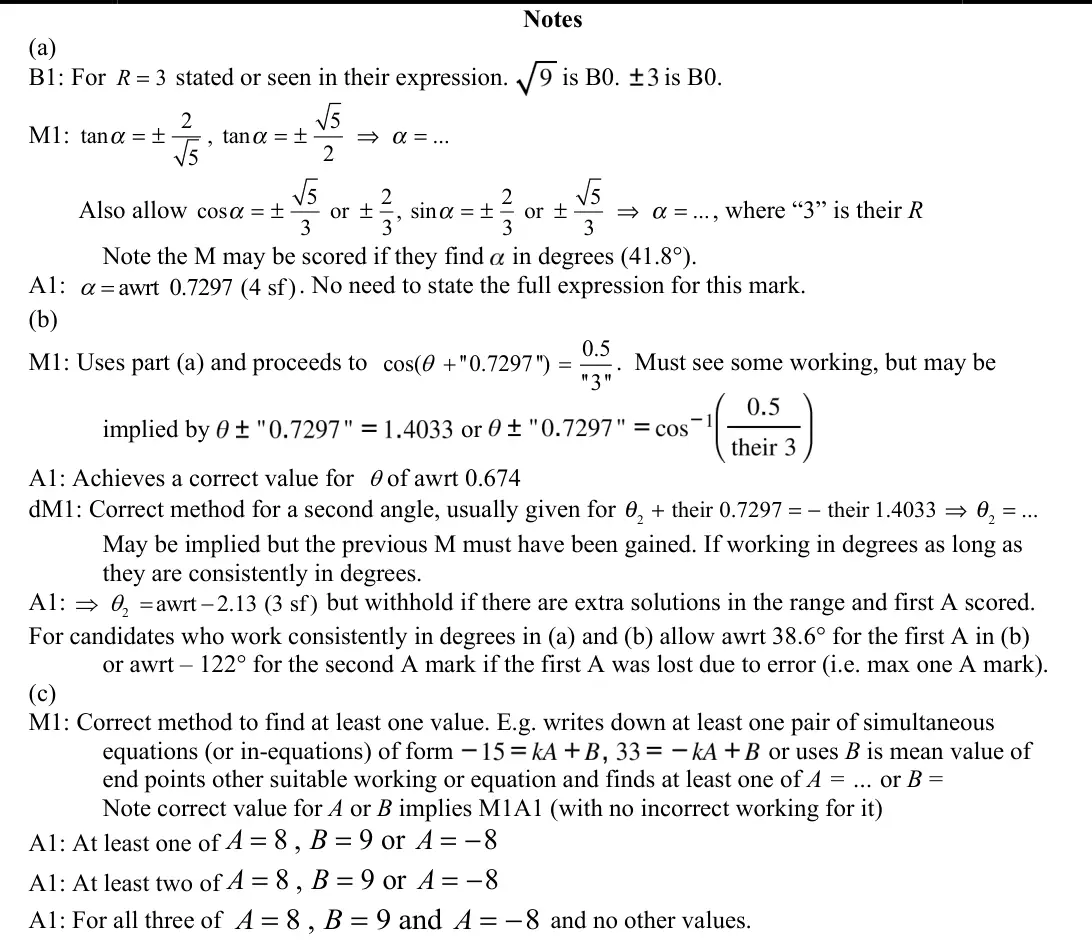 Notes
(a)
B1: For R = 3 stated or seen in their expression. √9 is B0. ±3 is B0.
M1: tan α = ± 2/√5 , tan α = ± √5/2 ⇒ α = ...
Also allow cos α = ± √5/3 or ± 2/3, sin α = ± 2/3 or ± √5/3 ⇒ α = ..., where “3” is their R
Note the M may be scored if they find α in degrees (41.8°).
A1: α = awrt 0.7297 (4 sf). No need to state the full expression for this mark.
(b)
M1: Uses part (a) and proceeds to cos(θ + "0.7297") = 0.5/"3". Must see some working, but may be
implied by θ ± "0.7297" = 1.4033 or θ ± "0.7297" = cos⁻¹(0.5/their 3)
A1: Achieves a correct value for θ of awrt 0.674
dM1: Correct method for a second angle, usually given for θ₂ + their 0.7297 = − their 1.4033 ⇒ θ₂ = ...
May be implied but the previous M must have been gained. If working in degrees as long as
they are consistently in degrees.
A1: ⇒ θ₂ = awrt −2.13 (3 sf) but withhold if there are extra solutions in the range and first A scored.
For candidates who work consistently in degrees in (a) and (b) allow awrt 38.6° for the first A in (b)
or awrt – 122° for the second A mark if the first A was lost due to error (i.e. max one A mark).
(c)
M1: Correct method to find at least one value. E.g. writes down at least one pair of simultaneous
equations (or in-equations) of form −15 = kA + B, 33 = −kA + B or uses B is mean value of
end points other suitable working or equation and finds at least one of A = ... or B =
Note correct value for A or B implies M1A1 (with no incorrect working for it)
A1: At least one of A = 8 , B = 9 or A = −8
A1: At least two of A = 8 , B = 9 or A = −8
A1: For all three of A = 8 , B = 9 and A = −8 and no other values.